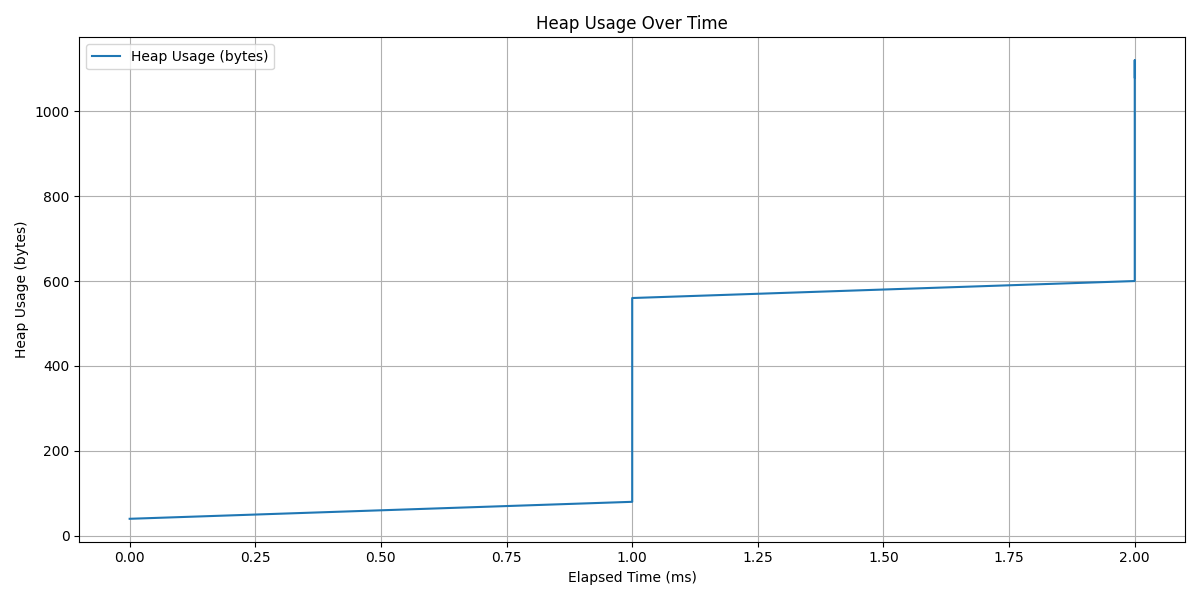 Heap Usage Over Time
Heap Usage (bytes)
Heap Usage (bytes)
1000
800
600
400
200
0
0.00 0.25 0.50 0.75 1.00 1.25 1.50 1.75 2.00
Elapsed Time (ms)